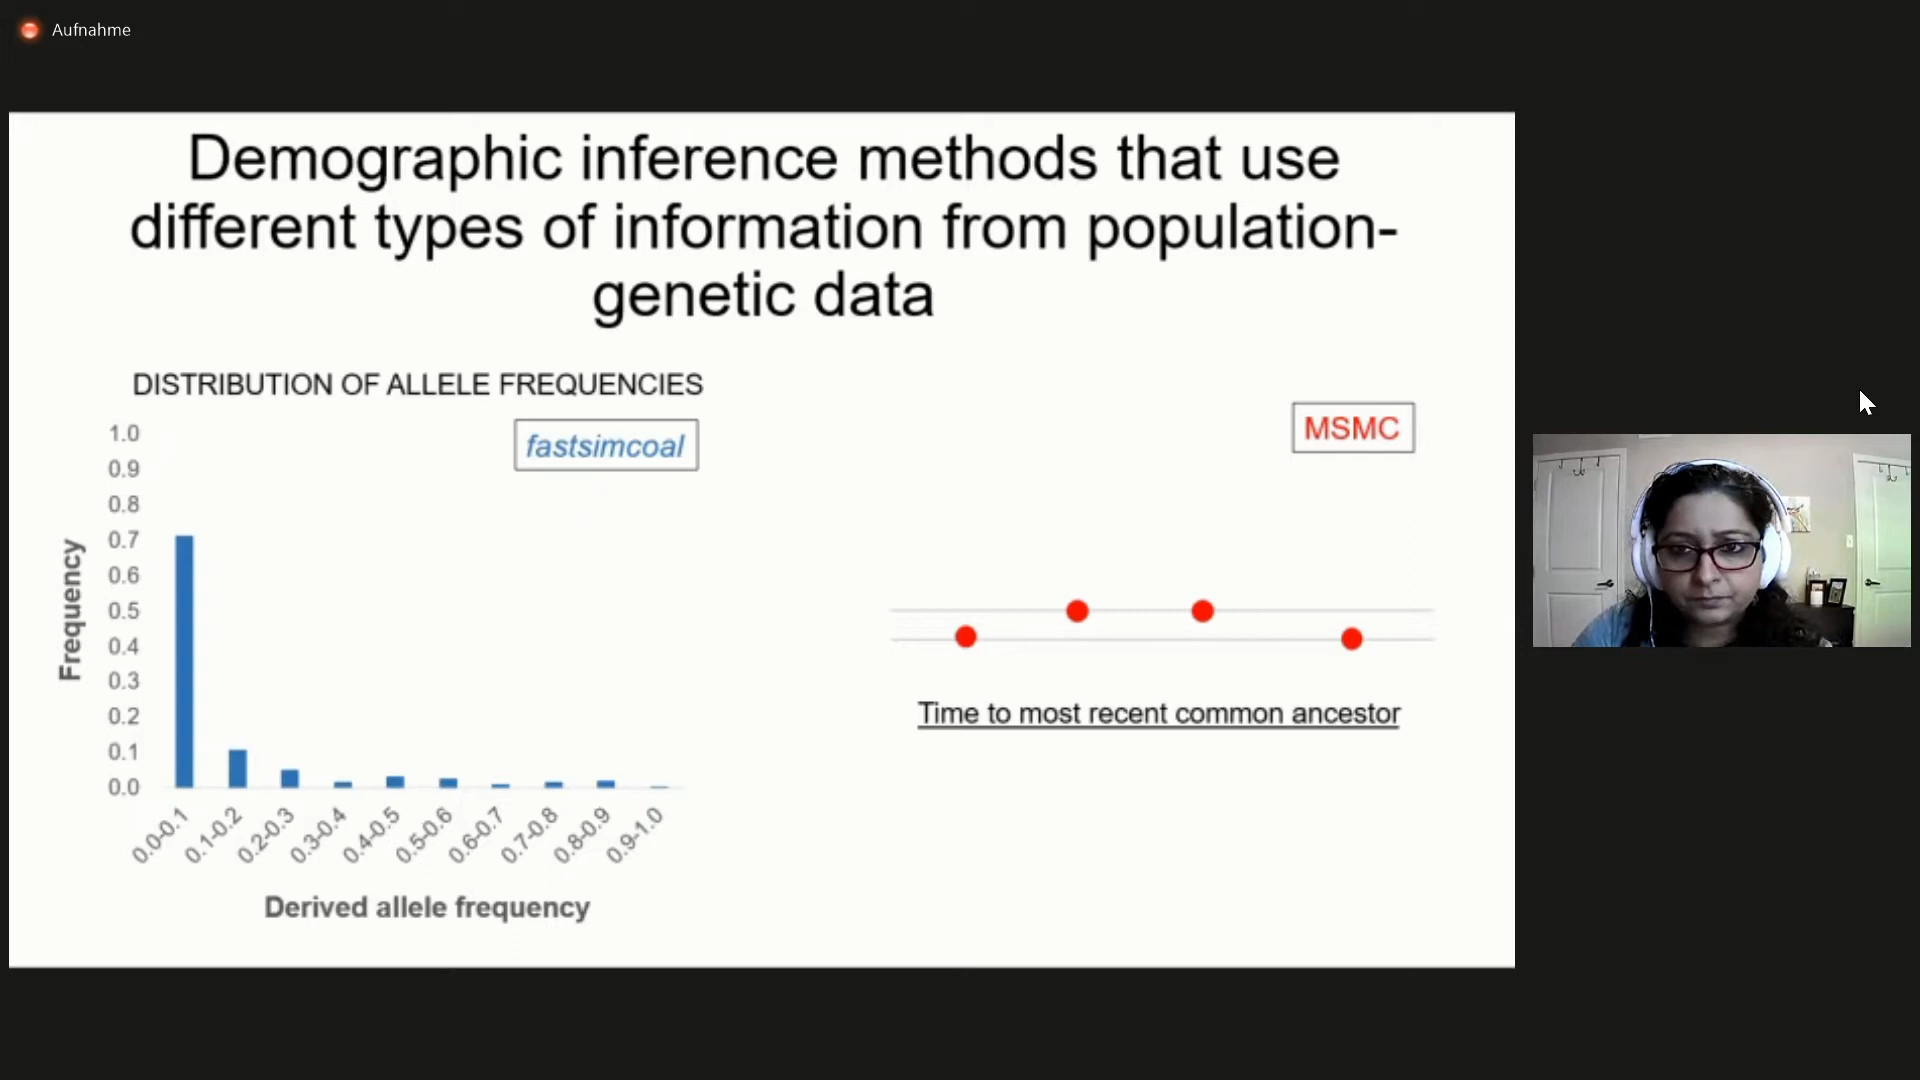 Aufnahme
Demographic inference methods that use
different types of information from population-
genetic data
DISTRIBUTION OF ALLELE FREQUENCIES
fastsimcoal
1.0
0.9
0.8
0.7
0.6
0.5
0.4
0.3
0.2
0.1
0.0
Frequency
0.0-0.1
0.1-0.2
0.2-0.3
0.3-0.4
0.4-0.5
0.5-0.6
0.6-0.7
0.7-0.8
0.8-0.9
0.9-1.0
Derived allele frequency
MSMC
Time to most recent common ancestor